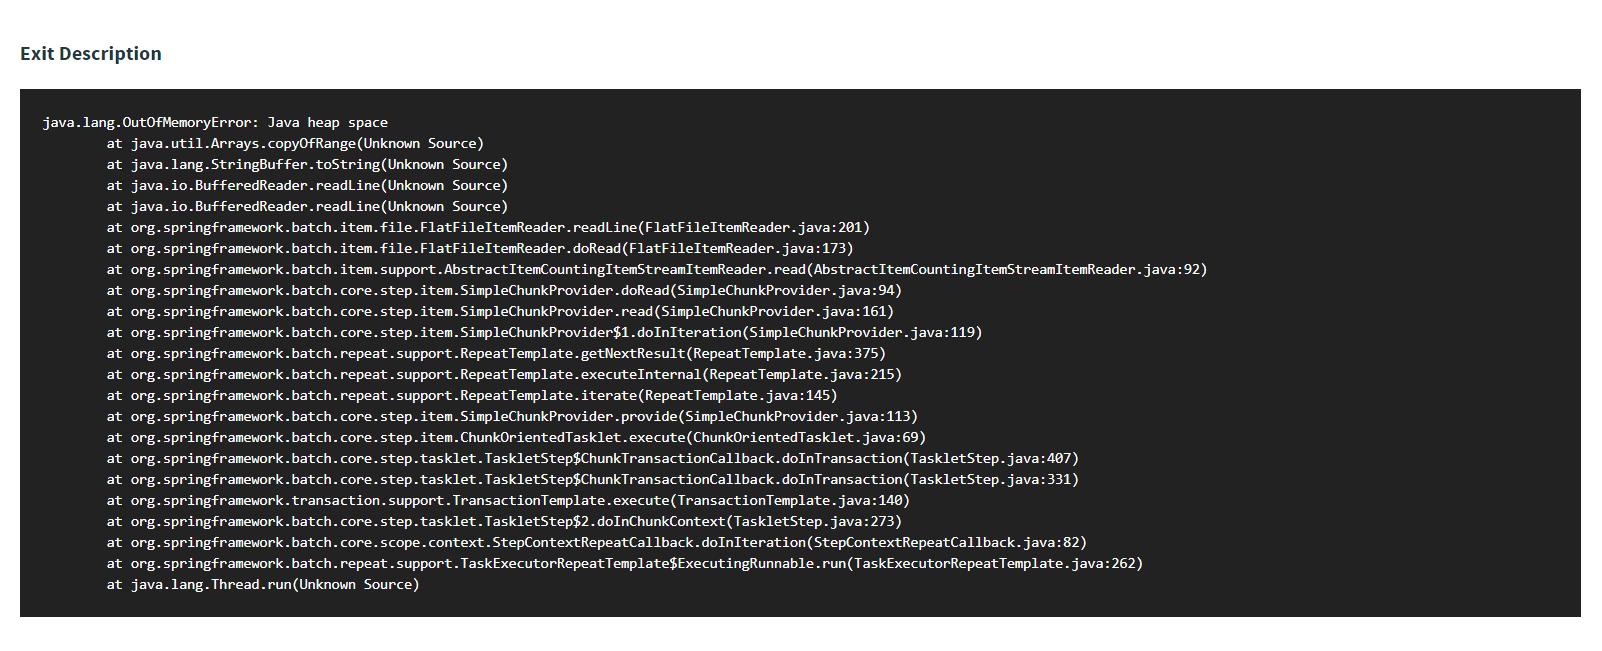 Exit Description
java.lang.OutOfMemoryError: Java heap space
at java.util.Arrays.copyOfRange(Unknown Source)
at java.lang.StringBuffer.toString(Unknown Source)
at java.io.BufferedReader.readLine(Unknown Source)
at java.io.BufferedReader.readLine(Unknown Source)
at org.springframework.batch.item.file.FlatFileItemReader.readLine(FlatFileItemReader.java:201)
at org.springframework.batch.item.file.FlatFileItemReader.doRead(FlatFileItemReader.java:173)
at org.springframework.batch.item.support.AbstractItemCountingItemStreamItemReader.read(AbstractItemCountingItemStreamItemReader.java:92)
at org.springframework.batch.core.step.item.SimpleChunkProvider.doRead(SimpleChunkProvider.java:94)
at org.springframework.batch.core.step.item.SimpleChunkProvider.read(SimpleChunkProvider.java:161)
at org.springframework.batch.core.step.item.SimpleChunkProvider$1.doInIteration(SimpleChunkProvider.java:119)
at org.springframework.batch.repeat.support.RepeatTemplate.getNextResult(RepeatTemplate.java:375)
at org.springframework.batch.repeat.support.RepeatTemplate.executeInternal(RepeatTemplate.java:215)
at org.springframework.batch.repeat.support.RepeatTemplate.iterate(RepeatTemplate.java:145)
at org.springframework.batch.core.step.item.SimpleChunkProvider.provide(SimpleChunkProvider.java:113)
at org.springframework.batch.core.step.item.ChunkOrientedTasklet.execute(ChunkOrientedTasklet.java:69)
at org.springframework.batch.core.step.tasklet.TaskletStep$ChunkTransactionCallback.doInTransaction(TaskletStep.java:407)
at org.springframework.batch.core.step.tasklet.TaskletStep$ChunkTransactionCallback.doInTransaction(TaskletStep.java:331)
at org.springframework.transaction.support.TransactionTemplate.execute(TransactionTemplate.java:140)
at org.springframework.batch.core.step.tasklet.TaskletStep$2.doInChunkContext(TaskletStep.java:273)
at org.springframework.batch.core.scope.context.StepContextRepeatCallback.doInIteration(StepContextRepeatCallback.java:82)
at org.springframework.batch.repeat.support.TaskExecutorRepeatTemplate$ExecutingRunnable.run(TaskExecutorRepeatTemplate.java:262)
at java.lang.Thread.run(Unknown Source)